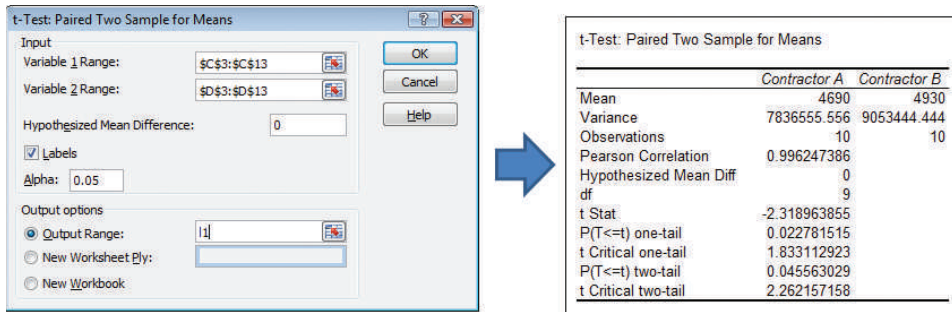 t-Test: Paired Two Sample for Means
Input
Variable 1 Range: $C$3:$C$13
Variable 2 Range: $D$3:$D$13
Hypothesized Mean Difference: 0
Labels
Alpha: 0.05
Output options
Output Range: I1
New Worksheet Ply:
New Workbook
OK
Cancel
Help
t-Test: Paired Two Sample for Means
Contractor A Contractor B
Mean 4690 4930
Variance 7836555.556 9053444.444
Observations 10 10
Pearson Correlation 0.996247386
Hypothesized Mean Diff 0
df 9
t Stat -2.318963855
P(T<=t) one-tail 0.022781515
t Critical one-tail 1.833112923
P(T<=t) two-tail 0.045563029
t Critical two-tail 2.262157158